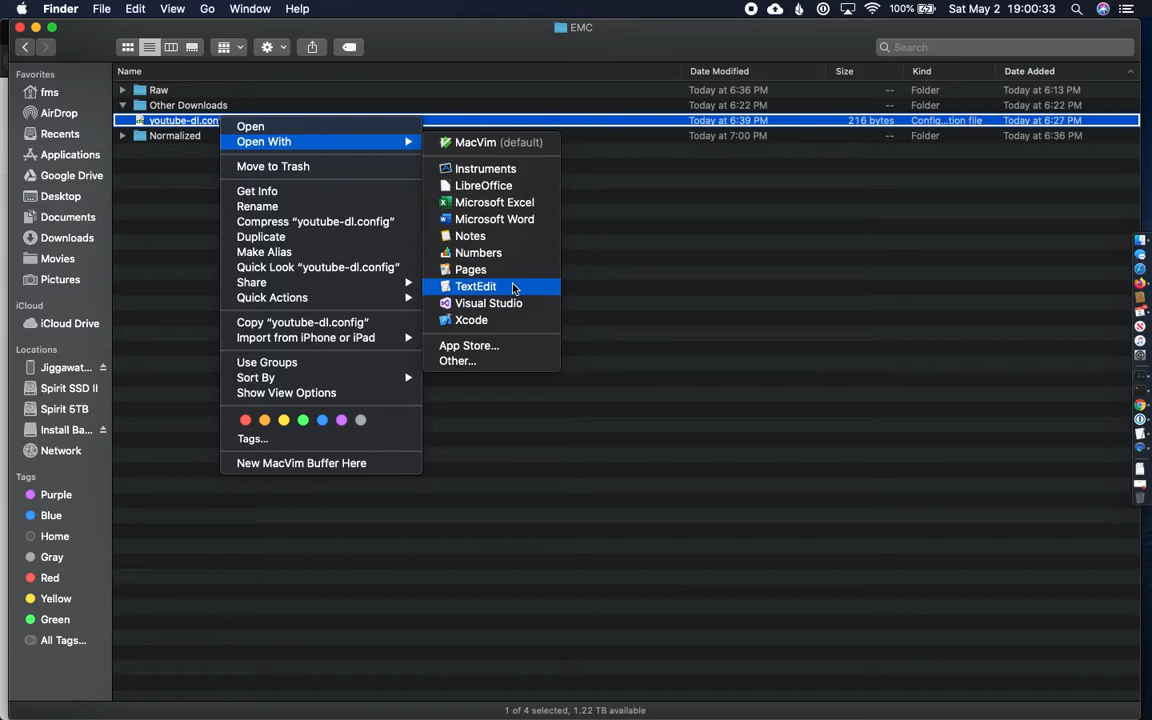 Finder File Edit View Go Window Help 100% Sat May 2 19:00:33
EMC
Search
Favorites
fms
AirDrop
Recents
Applications
Google Drive
Desktop
Documents
Downloads
Movies
Pictures
iCloud
iCloud Drive
Locations
Jiggawat...
Spirit SSD II
Spirit 5TB
Install Ba...
Network
Tags
Purple
Blue
Home
Gray
Red
Yellow
Green
All Tags...
Name Date Modified Size Kind Date Added
Raw Today at 6:36 PM -- Folder Today at 6:13 PM
Other Downloads Today at 6:22 PM -- Folder Today at 6:22 PM
youtube-dl.con Today at 6:39 PM 216 bytes Config...tion file Today at 6:27 PM
Normalized Today at 7:00 PM -- Folder Today at 6:36 PM
Open
Open With
Move to Trash
Get Info
Rename
Compress “youtube-dl.config”
Duplicate
Make Alias
Quick Look “youtube-dl.config”
Share
Quick Actions
Copy “youtube-dl.config”
Import from iPhone or iPad
Use Groups
Sort By
Show View Options
Tags...
New MacVim Buffer Here
MacVim (default)
Instruments
LibreOffice
Microsoft Excel
Microsoft Word
Notes
Numbers
Pages
TextEdit
Visual Studio
Xcode
App Store...
Other...
1 of 4 selected, 1.22 TB available